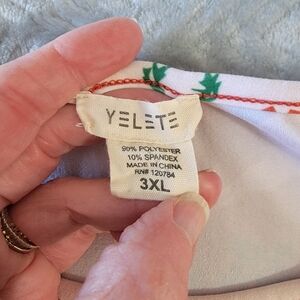 YELETE
90% POLYESTER
10% SPANDEX
MADE IN CHINA
RN# 120784
3XL